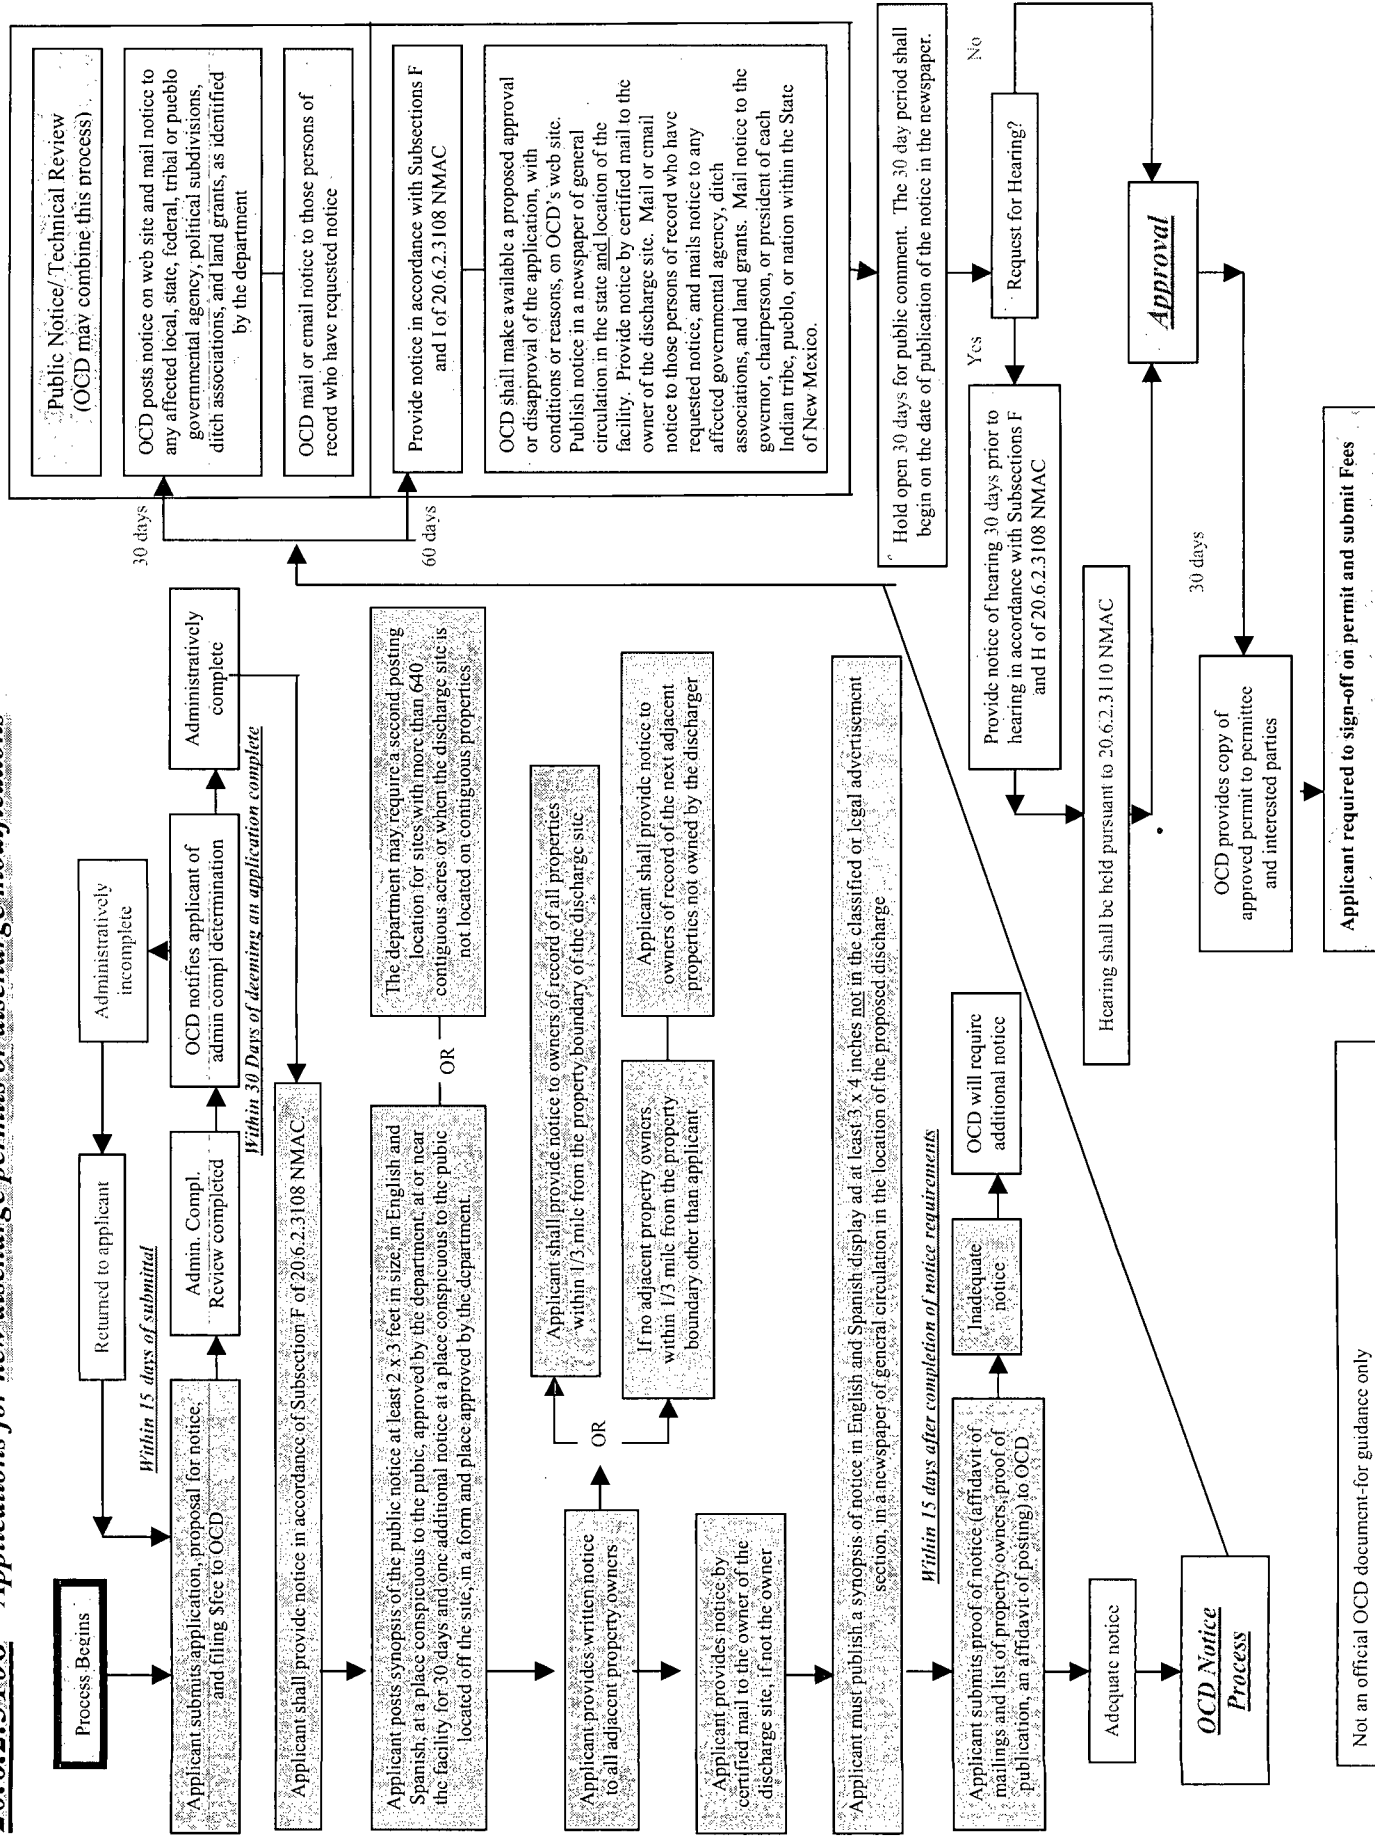 20.6.2.3108 Applications for new discharge permits or discharge modifications
Process Begins
Applicant submits application, proposal for notice,
and filing $fee to OCD
Returned to applicant
Within 15 days of submittal
Admin. Compl.
Review completed
Administratively
incomplete
OCD notifies applicant of
admin compl determination
Administratively
complete
Within 30 Days of deeming an application complete
Applicant shall provide notice in accordance of Subsection F of 20.6.2.3108 NMAC.
Applicant posts synopsis of the public notice at least 2 x 3 feet in size, in English and
Spanish, at a place conspicuous to the pubic, approved by the department, at or near
the facility for 30 days and one additional notice at a place conspicuous to the pubic
located off the site, in a form and place approved by the department.
OR
The department may require a second posting
location for sites with more than 640
contiguous acres or when the discharge site is
not located on contiguous properties
Applicant provides written notice
to all adjacent property owners
OR
Applicant shall provide notice to owners of record of all properties
within 1/3 mile from the property boundary of the discharge site.
If no adjacent property owners
within 1/3 mile from the property
boundary other than applicant
Applicant shall provide notice to
owners of record of the next adjacent
properties not owned by the discharger
Applicant provides notice by
certified mail to the owner of the
discharge site, if not the owner
Applicant must publish a synopsis of notice in English and Spanish display ad at least 3 x 4 inches not in the classified or legal advertisement
section, in a newspaper of general circulation in the location of the proposed discharge
Within 15 days after completion of notice requirements
Applicant submits proof of notice (affidavit of
mailings and list of property owners, proof of
publication, an affidavit of posting) to OCD
Inadequate
notice
OCD will require
additional notice
Adequate notice
OCD Notice
Process
Public Notice/Technical Review
(OCD may combine this process)
30 days
OCD posts notice on web site and mail notice to
any affected local, state, federal, tribal or pueblo
governmental agency, political subdivisions,
ditch associations, and land grants, as identified
by the department
OCD mail or email notice to those persons of
record who have requested notice
60 days
Provide notice in accordance with Subsections F
and I of 20.6.2.3108 NMAC
OCD shall make available a proposed approval
or disapproval of the application, with
conditions or reasons, on OCD's web site.
Publish notice in a newspaper of general
circulation in the state and location of the
facility. Provide notice by certified mail to the
owner of the discharge site. Mail or email
notice to those persons of record who have
requested notice, and mails notice to any
affected governmental agency, ditch
associations, and land grants. Mail notice to the
governor, chairperson, or president of each
Indian tribe, pueblo, or nation within the State
of New Mexico.
Hold open 30 days for public comment. The 30 day period shall
begin on the date of publication of the notice in the newspaper.
Request for Hearing?
Yes
No
Provide notice of hearing 30 days prior to
hearing in accordance with Subsections F
and H of 20.6.2.3108 NMAC
Hearing shall be held pursuant to 20.6.2.3110 NMAC
Approval
30 days
OCD provides copy of
approved permit to permittee
and interested parties
Applicant required to sign-off on permit and submit Fees
Not an official OCD document-for guidance only